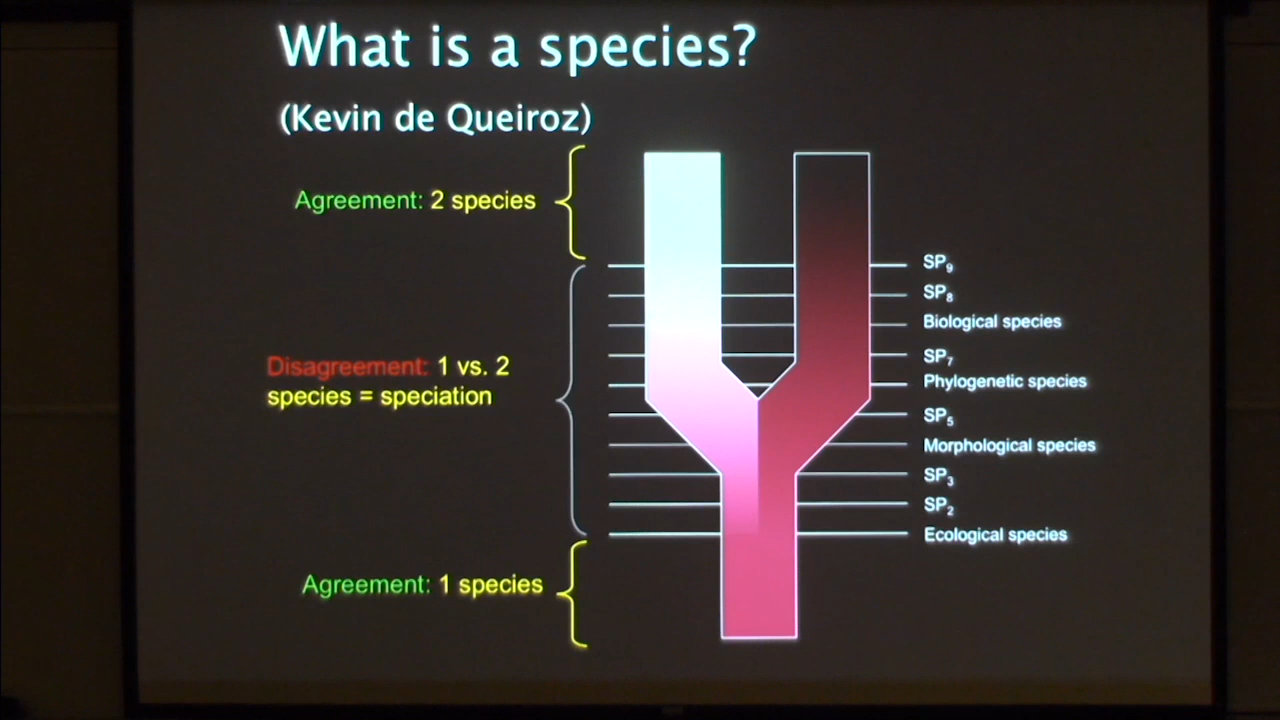 What is a species?
(Kevin de Queiroz)
Agreement: 2 species
SP9
SP8
Biological species
SP7
Disagreement: 1 vs. 2
species = speciation
Phylogenetic species
SP5
Morphological species
SP3
SP2
Ecological species
Agreement: 1 species